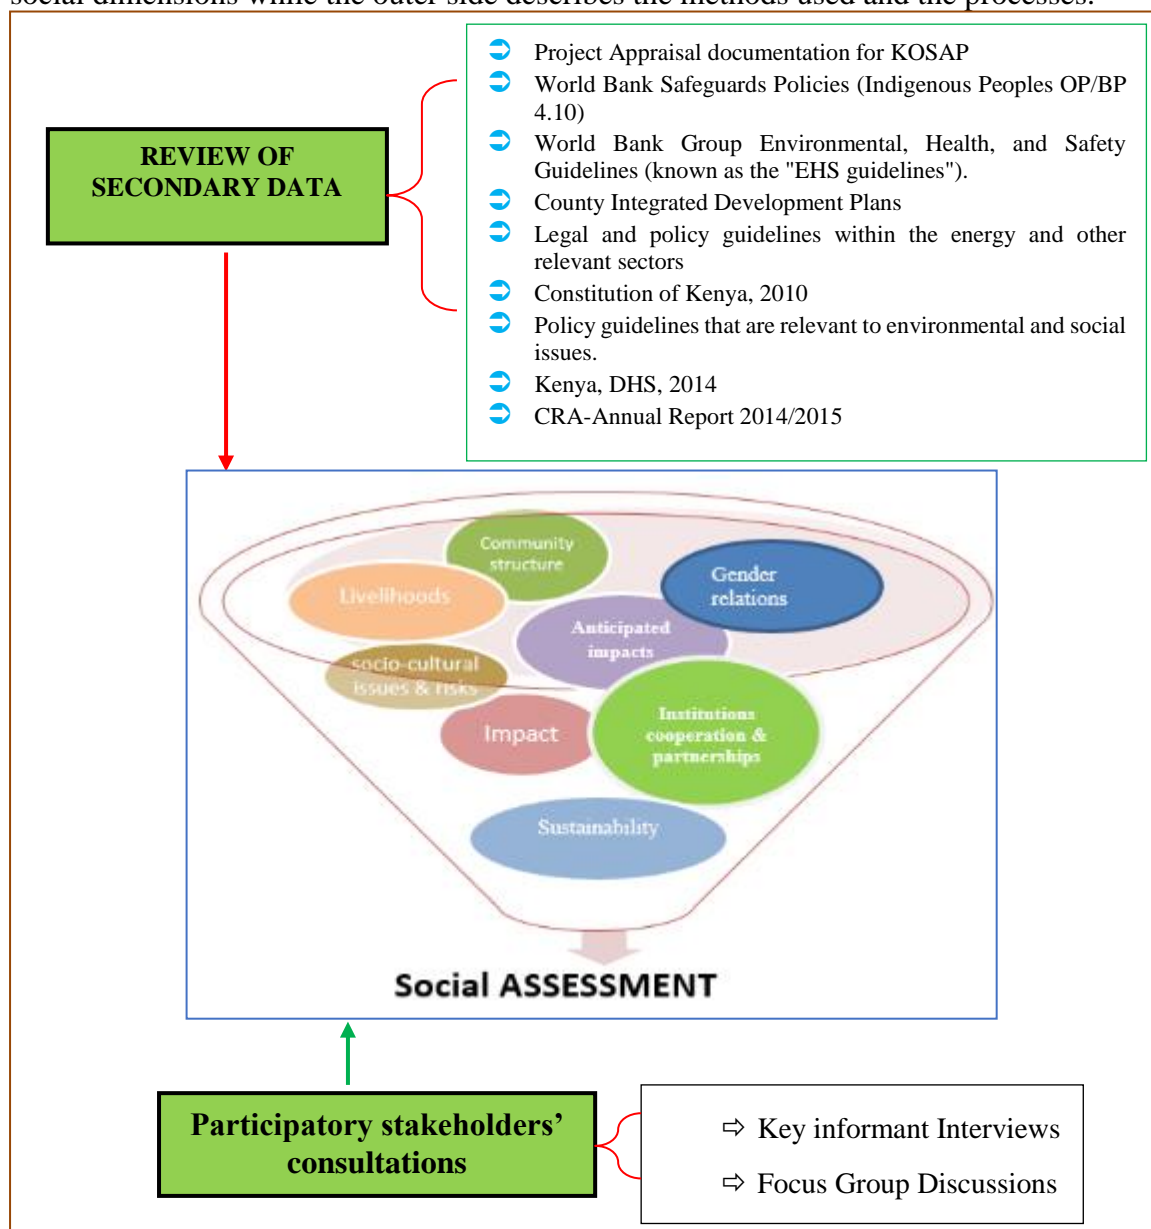 social dimensions while the outer side describes the methods used and the processes.
REVIEW OF
SECONDARY DATA
Project Appraisal documentation for KOSAP
World Bank Safeguards Policies (Indigenous Peoples OP/BP
4.10)
World Bank Group Environmental, Health, and Safety
Guidelines (known as the "EHS guidelines").
County Integrated Development Plans
Legal and policy guidelines within the energy and other
relevant sectors
Constitution of Kenya, 2010
Policy guidelines that are relevant to environmental and social
issues.
Kenya, DHS, 2014
CRA-Annual Report 2014/2015
Community
structure
Gender
relations
Livelihoods
Anticipated
impacts
socio-cultural
issues & risks
Institutions
cooperation &
partnerships
Impact
Sustainability
Social ASSESSMENT
Participatory stakeholders’
consultations
⇨ Key informant Interviews
⇨ Focus Group Discussions